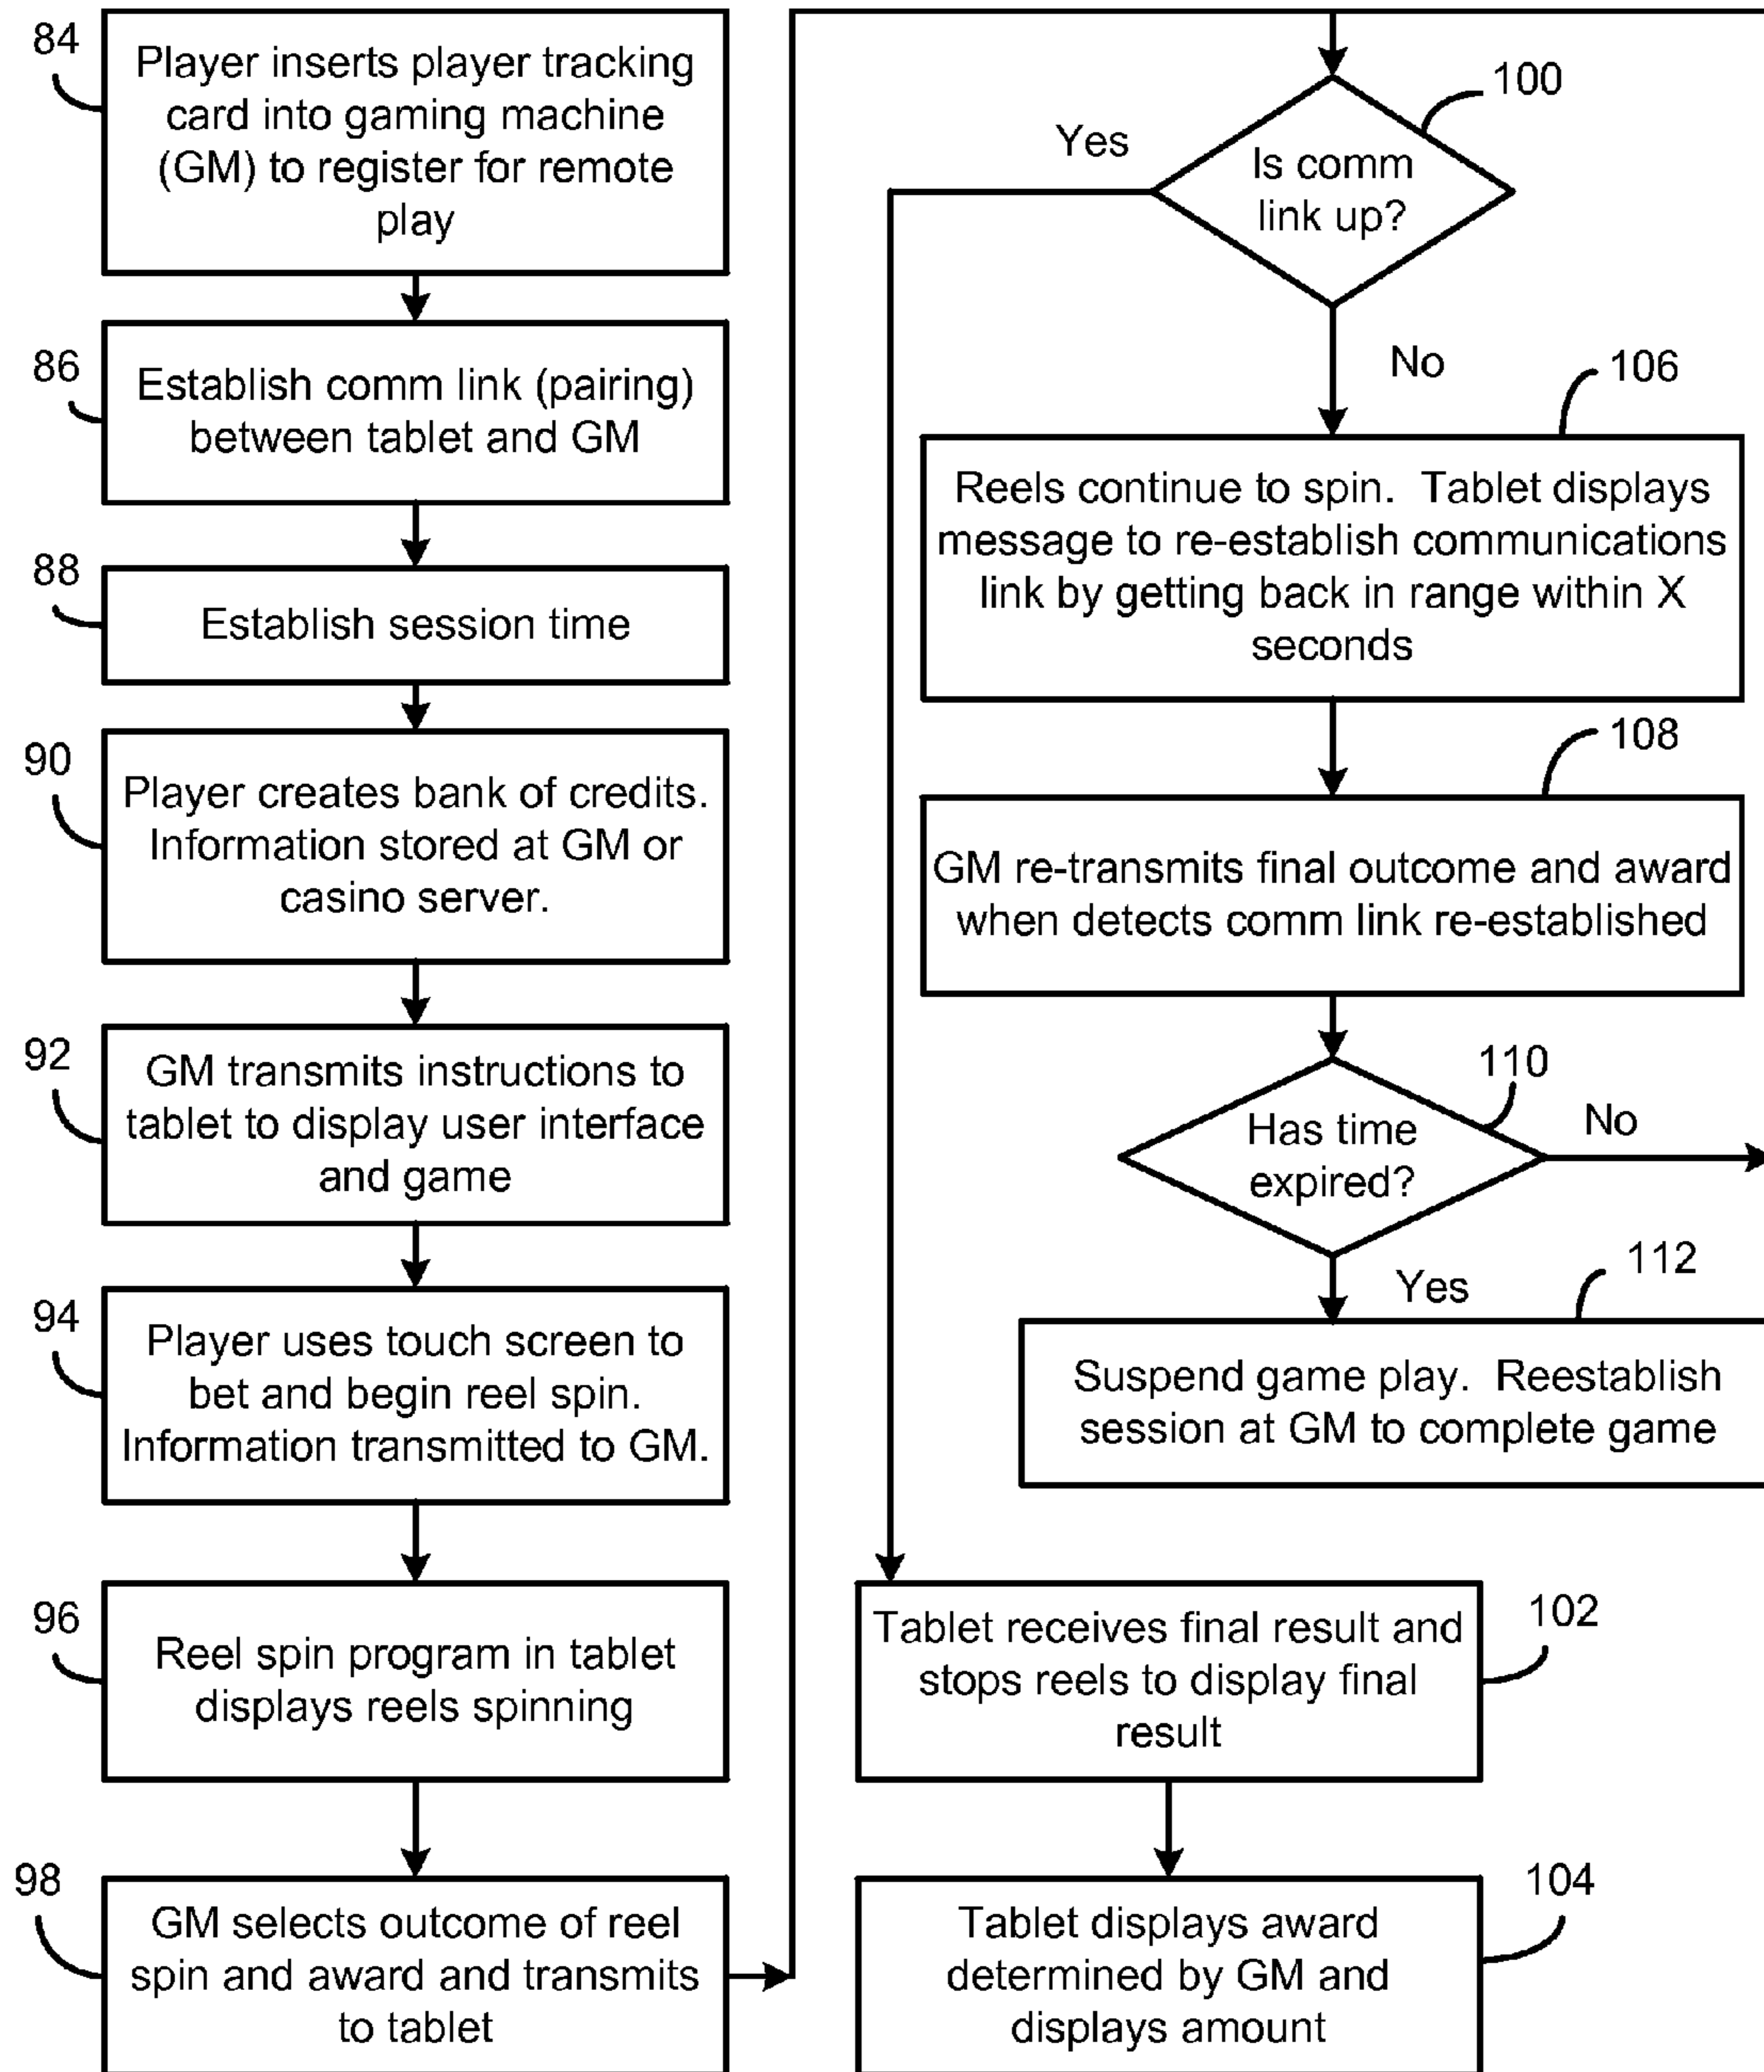 84
Player inserts player tracking
card into gaming machine
(GM) to register for remote
play
86
Establish comm link (pairing)
between tablet and GM
88
Establish session time
90
Player creates bank of credits.
Information stored at GM or
casino server.
92
GM transmits instructions to
tablet to display user interface
and game
94
Player uses touch screen to
bet and begin reel spin.
Information transmitted to GM.
96
Reel spin program in tablet
displays reels spinning
98
GM selects outcome of reel
spin and award and transmits
to tablet
100
Is comm
link up?
Yes
No
106
Reels continue to spin. Tablet displays
message to re-establish communications
link by getting back in range within X
seconds
108
GM re-transmits final outcome and award
when detects comm link re-established
110
Has time
expired?
No
Yes
112
Suspend game play. Reestablish
session at GM to complete game
102
Tablet receives final result and
stops reels to display final
result
104
Tablet displays award
determined by GM and
displays amount